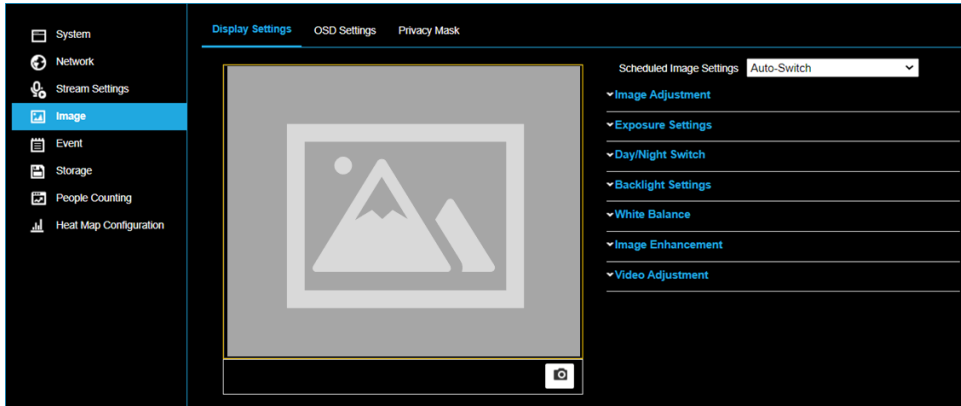 System
Network
Stream Settings
Image
Event
Storage
People Counting
Heat Map Configuration
Display Settings OSD Settings Privacy Mask
Scheduled Image Settings Auto-Switch
Image Adjustment
Exposure Settings
Day/Night Switch
Backlight Settings
White Balance
Image Enhancement
Video Adjustment